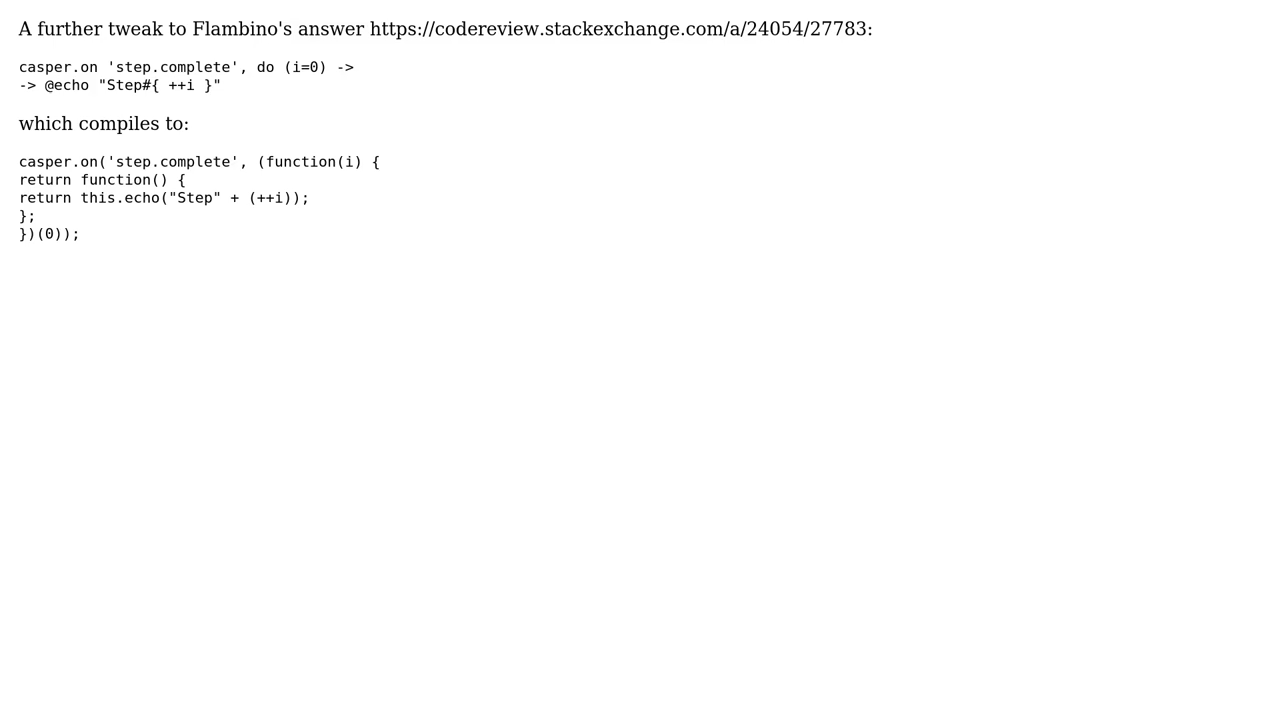 A further tweak to Flambino's answer https://codereview.stackexchange.com/a/24054/27783:
casper.on 'step.complete', do (i=0) ->
-> @echo "Step#{ ++i }"
which compiles to:
casper.on('step.complete', (function(i) {
return function() {
return this.echo("Step" + (++i));
};
})(0));